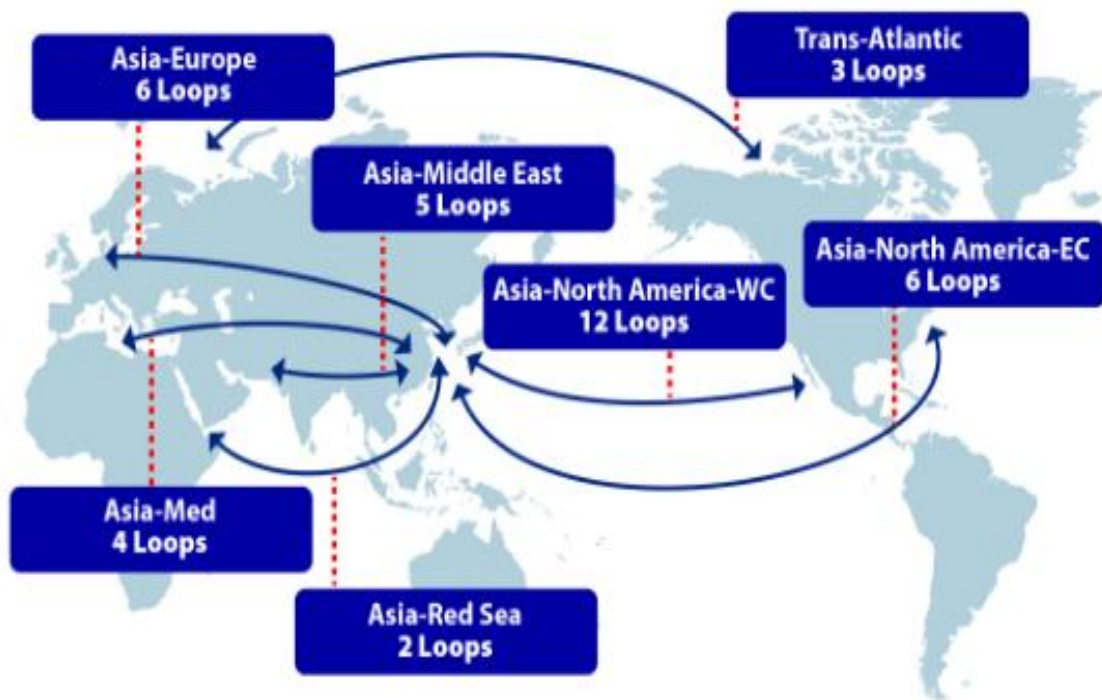 Asia-Europe
6 Loops
Trans-Atlantic
3 Loops
Asia-Middle East
5 Loops
Asia-North America-EC
6 Loops
Asia-North America-WC
12 Loops
Asia-Med
4 Loops
Asia-Red Sea
2 Loops